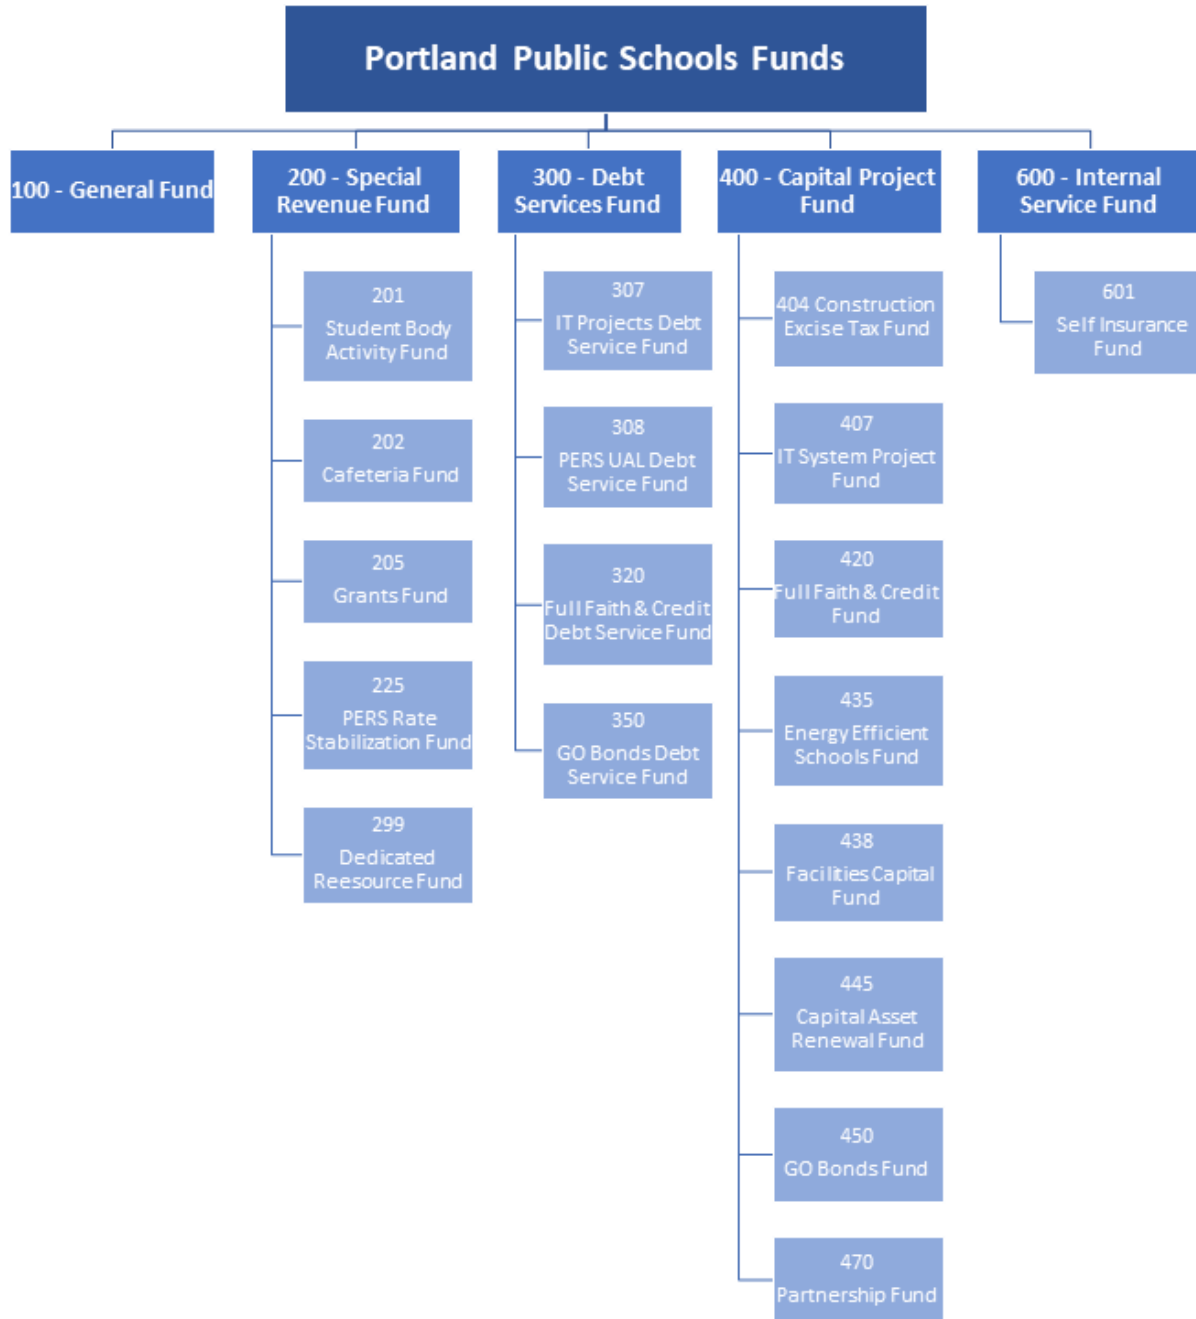 Portland Public Schools Funds
100 - General Fund
200 - Special
Revenue Fund
300 - Debt
Services Fund
400 - Capital Project
Fund
600 - Internal
Service Fund
201
Student Body
Activity Fund
202
Cafeteria Fund
205
Grants Fund
225
PERS Rate
Stabilization Fund
299
Dedicated
Reesource Fund
307
IT Projects Debt
Service Fund
308
PERS UAL Debt
Service Fund
320
Full Faith & Credit
Debt Service Fund
350
GO Bonds Debt
Service Fund
404 Construction
Excise Tax Fund
407
IT System Project
Fund
420
Full Faith & Credit
Fund
435
Energy Efficient
Schools Fund
438
Facilities Capital
Fund
445
Capital Asset
Renewal Fund
450
GO Bonds Fund
470
Partnership Fund
601
Self Insurance
Fund